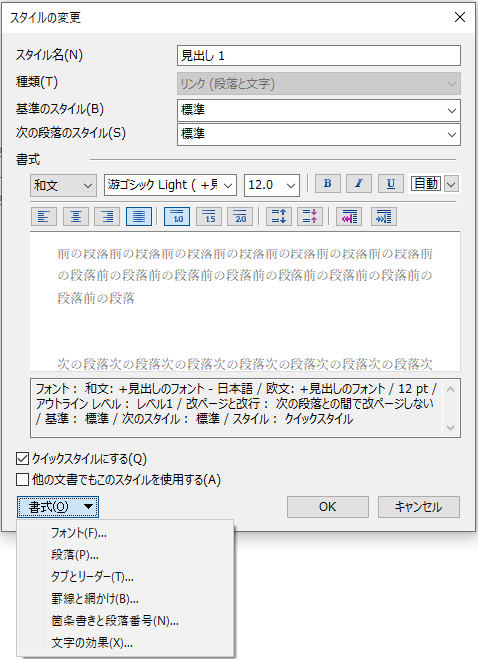 スタイルの変更
スタイル名(N) 見出し 1
種類(T) リンク (段落と文字)
基準のスタイル(B) 標準
次の段落のスタイル(S) 標準
書式
和文 游ゴシック Light ( +見 12.0 B I U 自動
1.0 1.5 2.0
前の段落前の段落前の段落前の段落前の段落前の段落前の段落前
の段落前の段落前の段落前の段落前の段落前の段落前の段落前の
段落前の段落
次の段落次の段落次の段落次の段落次の段落次の段落次の段落次
フォント : 和文: +見出しのフォント - 日本語 / 欧文: +見出しのフォント / 12 pt /
アウトライン レベル : レベル1 / 改ページと改行 : 次の段落との間で改ページしない
/ 基準 : 標準 / 次のスタイル : 標準 / スタイル : クイックスタイル
クイックスタイルにする(Q)
他の文書でもこのスタイルを使用する(A)
書式(O) OK キャンセル
フォント(F)...
段落(P)...
タブとリーダー(T)...
罫線と網かけ(B)...
箇条書きと段落番号(N)...
文字の効果(X)...